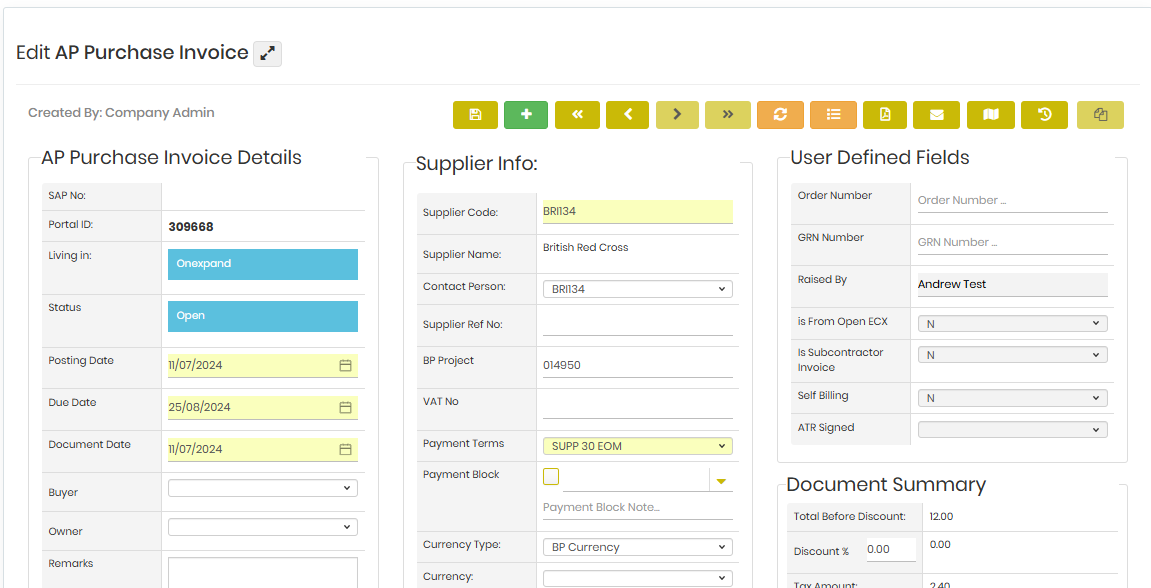 Edit AP Purchase Invoice
Created By: Company Admin
AP Purchase Invoice Details
SAP No:
Portal ID: 309668
Living in: Onexpand
Status Open
Posting Date 11/07/2024
Due Date 25/08/2024
Document Date 11/07/2024
Buyer
Owner
Remarks
Supplier Info:
Supplier Code: BRI134
Supplier Name: British Red Cross
Contact Person: BRI134
Supplier Ref No:
BP Project 014950
VAT No
Payment Terms SUPP 30 EOM
Payment Block
Payment Block Note...
Currency Type: BP Currency
Currency:
User Defined Fields
Order Number Order Number ...
GRN Number GRN Number ...
Raised By Andrew Test
is From Open ECX N
Is Subcontractor
Invoice N
Self Billing N
ATR Signed
Document Summary
Total Before Discount: 12.00
Discount % 0.00 0.00
Tax Amount: 2.40